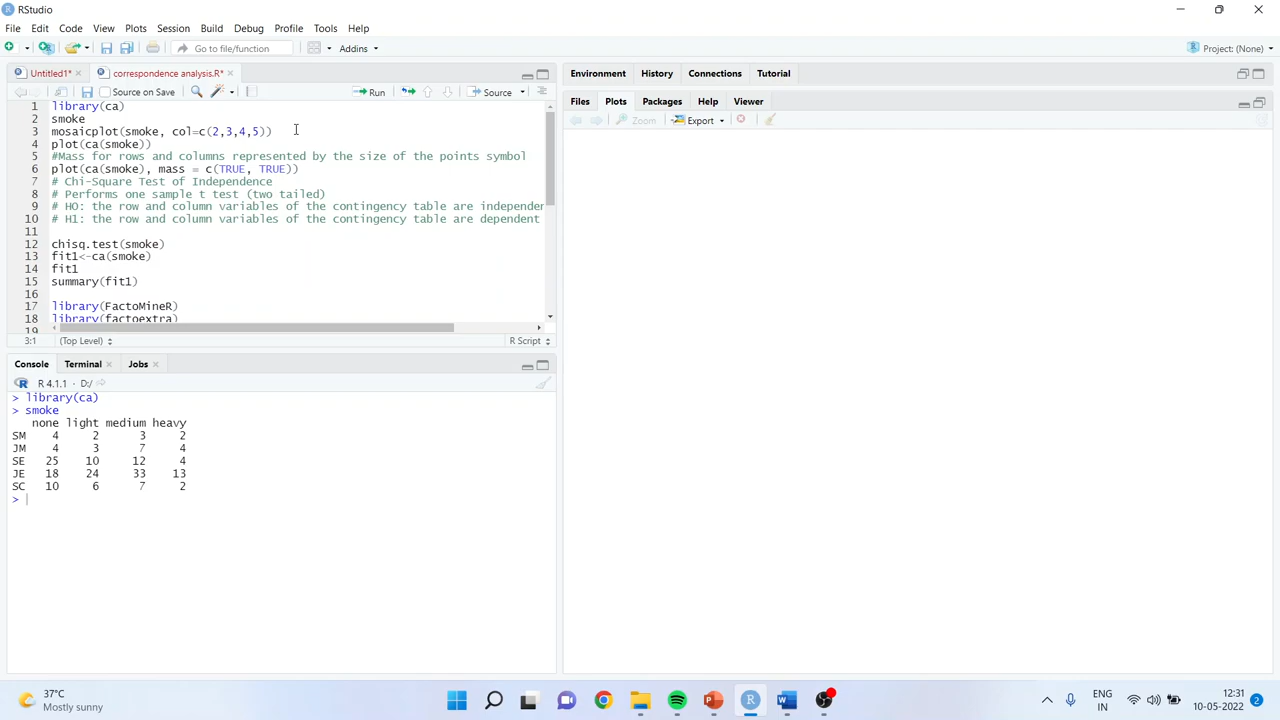 RStudio
File Edit Code View Plots Session Build Debug Profile Tools Help
Go to file/function Addins Project: (None)
Untitled1* correspondence analysis.R* Environment History Connections Tutorial
Source on Save Run Source Files Plots Packages Help Viewer
Zoom Export
1 library(ca)
2 smoke
3 mosaicplot(smoke, col=c(2,3,4,5))
4 plot(ca(smoke))
5 #Mass for rows and columns represented by the size of the points symbol
6 plot(ca(smoke), mass = c(TRUE, TRUE))
7 # Chi-Square Test of Independence
8 # Performs one sample t test (two tailed)
9 # H0: the row and column variables of the contingency table are independen
10 # H1: the row and column variables of the contingency table are dependent
11
12 chisq.test(smoke)
13 fit1<-ca(smoke)
14 fit1
15 summary(fit1)
16
17 library(FactoMineR)
18 library(factoextra)
19
3:1 (Top Level) R Script
Console Terminal Jobs
R 4.1.1 · D:/
> library(ca)
> smoke
none light medium heavy
SM 4 2 3 2
JM 4 3 7 4
SE 25 10 12 4
JE 18 24 33 13
SC 10 6 7 2
>
37°C
Mostly sunny
ENG
IN
12:31
10-05-2022
2